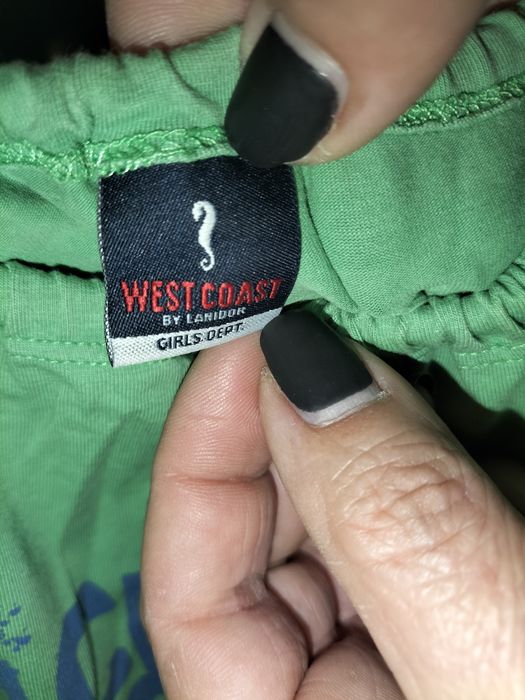 WEST COAST
BY LANIDOR
GIRLS DEPT.